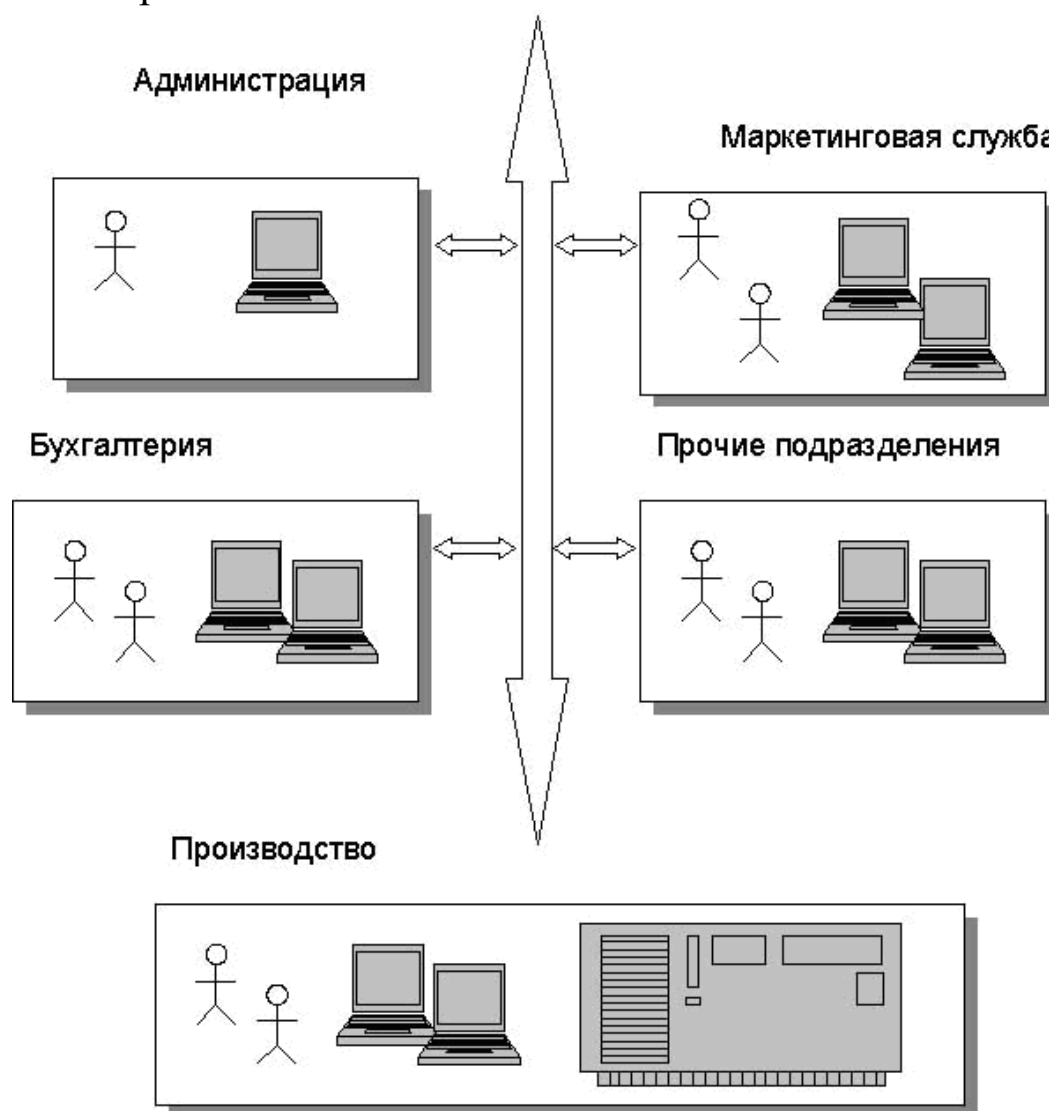 Администрация
Маркетинговая служба
Бухгалтерия
Прочие подразделения
Производство